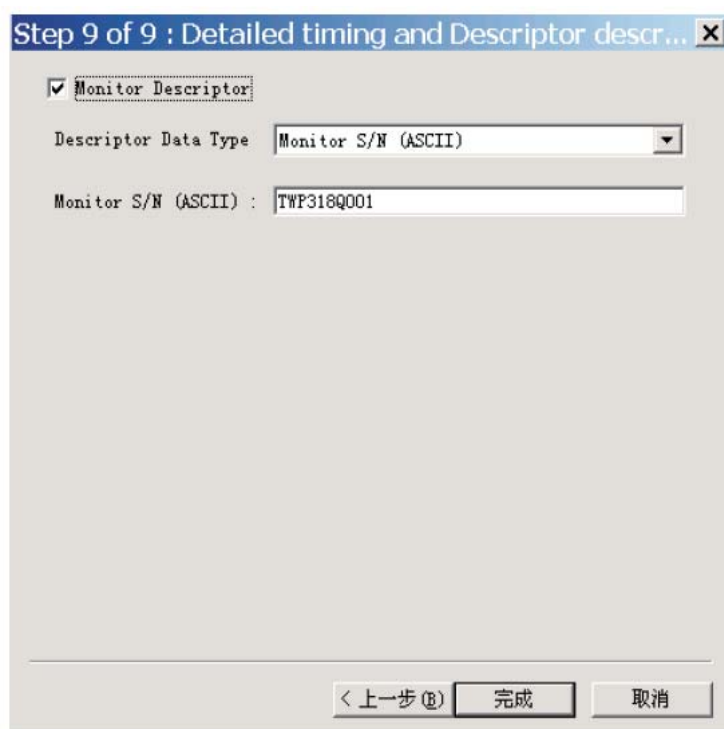 Step 9 of 9 : Detailed timing and Descriptor descr...
Monitor Descriptor
Descriptor Data Type Monitor S/N (ASCII)
Monitor S/N (ASCII) : TWP318Q001
< 上一步(B) 完成 取消